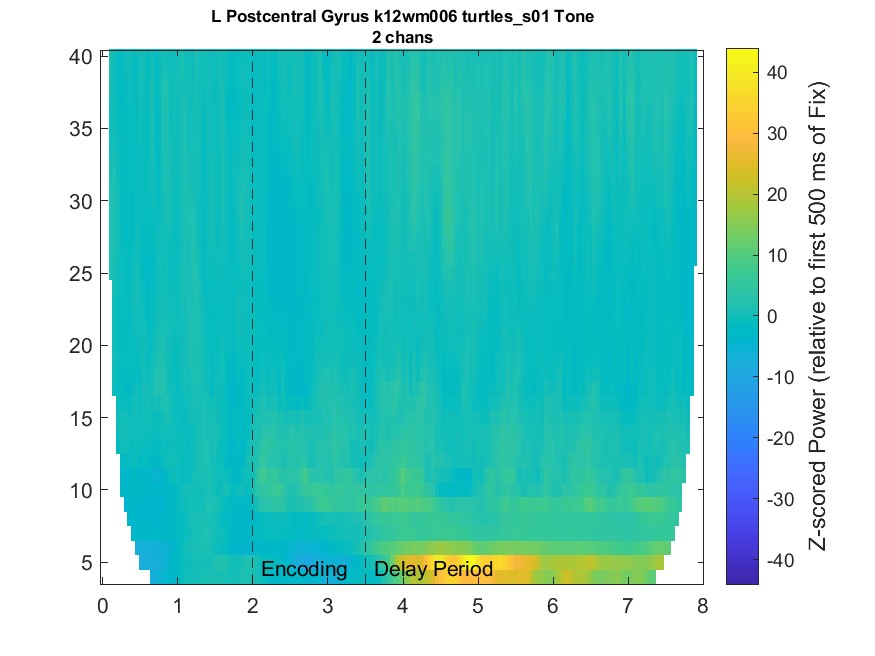 L Postcentral Gyrus k12wm006 turtles_s01 Tone
2 chans
40
35
30
25
20
15
10
5
Encoding
Delay Period
0 1 2 3 4 5 6 7 8
40
30
20
10
0
-10
-20
-30
-40
Z-scored Power (relative to first 500 ms of Fix)